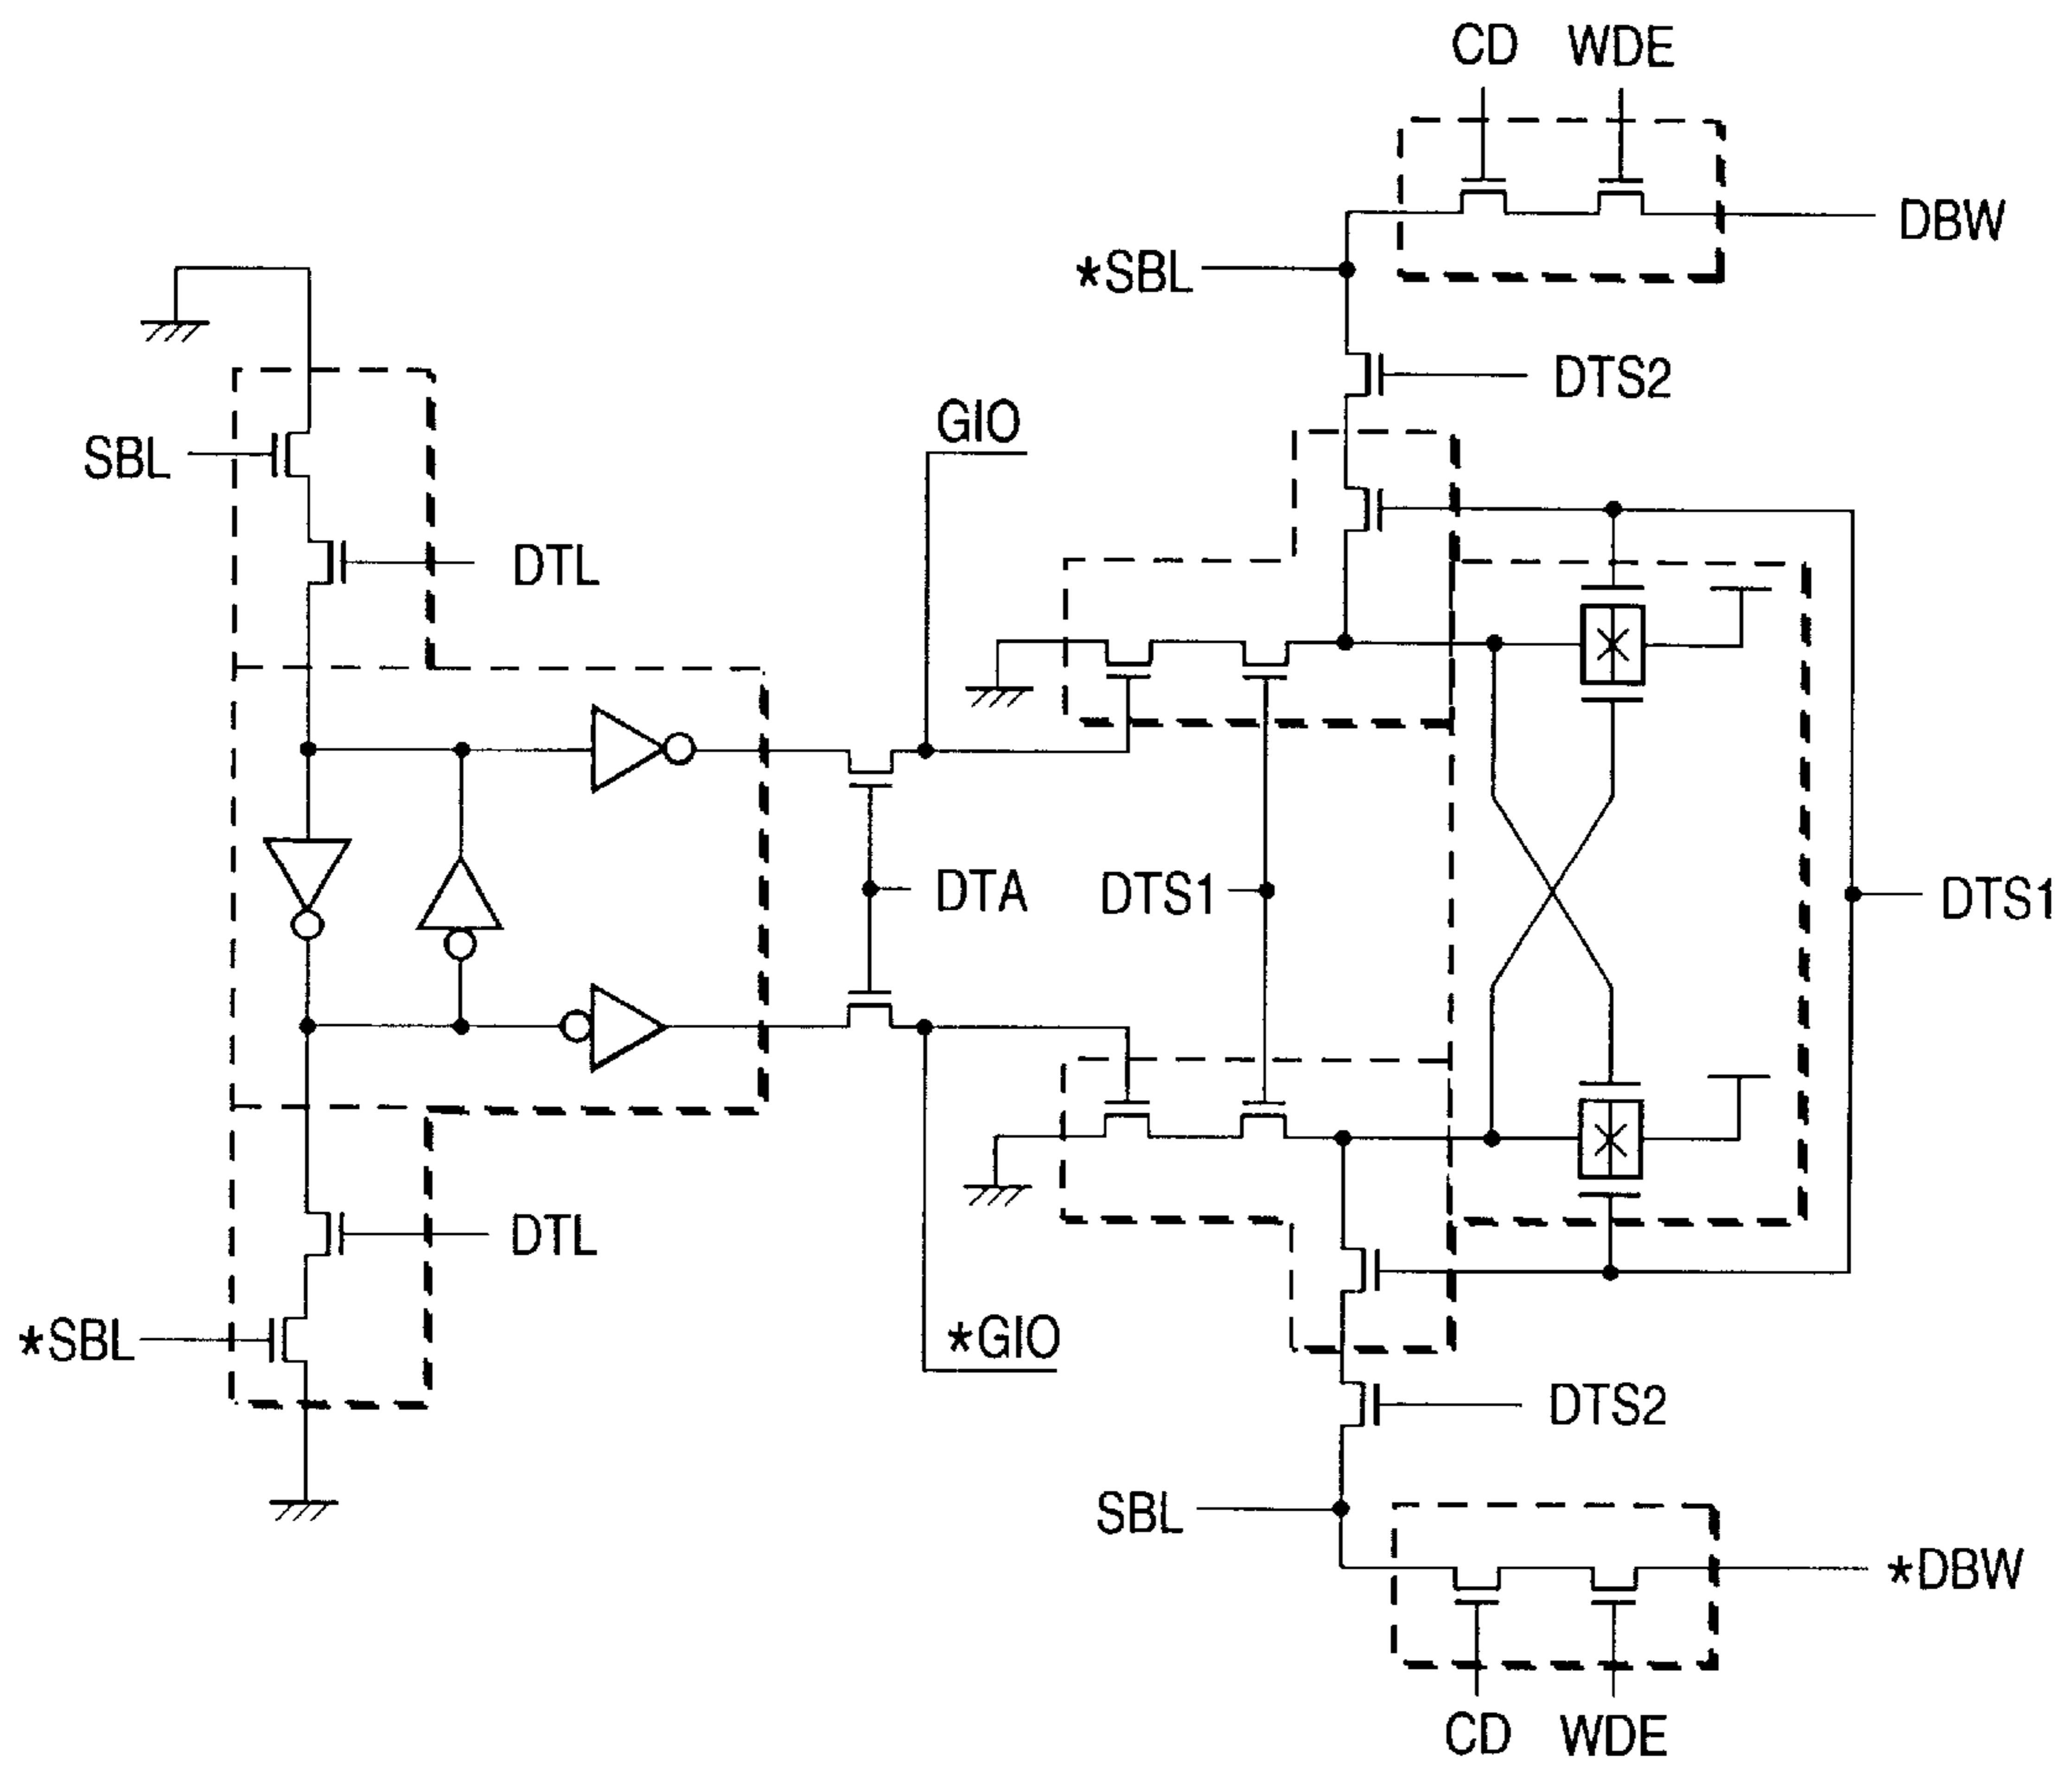 CD WDE
DBW
*SBL
DTS2
GIO
SBL
DTL
DTA
DTS1
DTS1
DTL
*SBL
*GIO
DTS2
SBL
*DBW
CD WDE